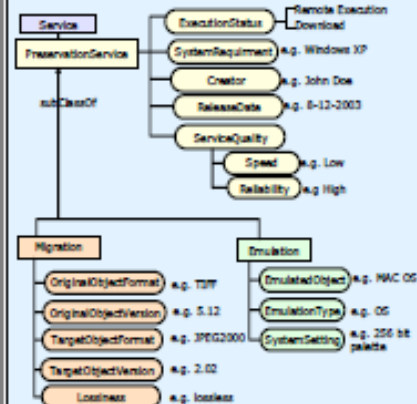 Service
PreservationService
subClassOf
ExecutionStatus
Remote Execution
Download
SystemRequirment e.g. Windows XP
Creator e.g. John Doe
ReleaseDate e.g. 8-12-2003
ServiceQuality
Speed e.g. Low
Reliability e.g High
Migration
OriginalObjectFormat e.g. TIFF
OriginalObjectVersion e.g. 5.12
TargetObjectFormat e.g. JPEG2000
TargetObjectVersion e.g. 2.02
Lossiness e.g. lossless
Emulation
EmulatedObject e.g. MAC OS
EmulationType e.g. OS
SystemSetting e.g. 256 bit
palette